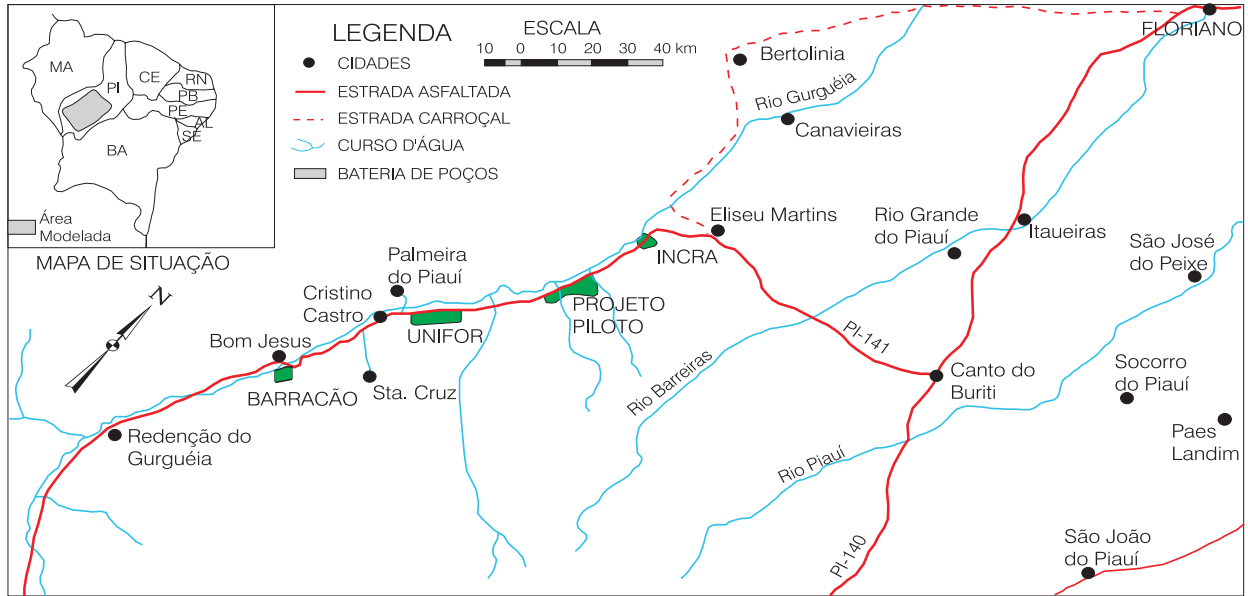 MA
PI
CE
RN
PB
PE
AL
SE
BA
Área
Modelada
MAPA DE SITUAÇÃO
N
LEGENDA
CIDADES
ESTRADA ASFALTADA
ESTRADA CARROÇAL
CURSO D'ÁGUA
BATERIA DE POÇOS
ESCALA
10 0 10 20 30 40 km
FLORIANO
Bertolinia
Rio Gurguéia
Canavieiras
Eliseu Martins
Rio Grande
do Piauí
Itaueiras
São José
do Peixe
INCRA
Palmeira
do Piauí
PROJETO
PILOTO
Cristino
Castro
UNIFOR
Bom Jesus
BARRACÃO
Sta. Cruz
Rio Barreiras
PI-141
Canto do
Buriti
Socorro
do Piauí
Paes
Landim
Redenção do
Gurguéia
Rio Piauí
PI-140
São João
do Piauí